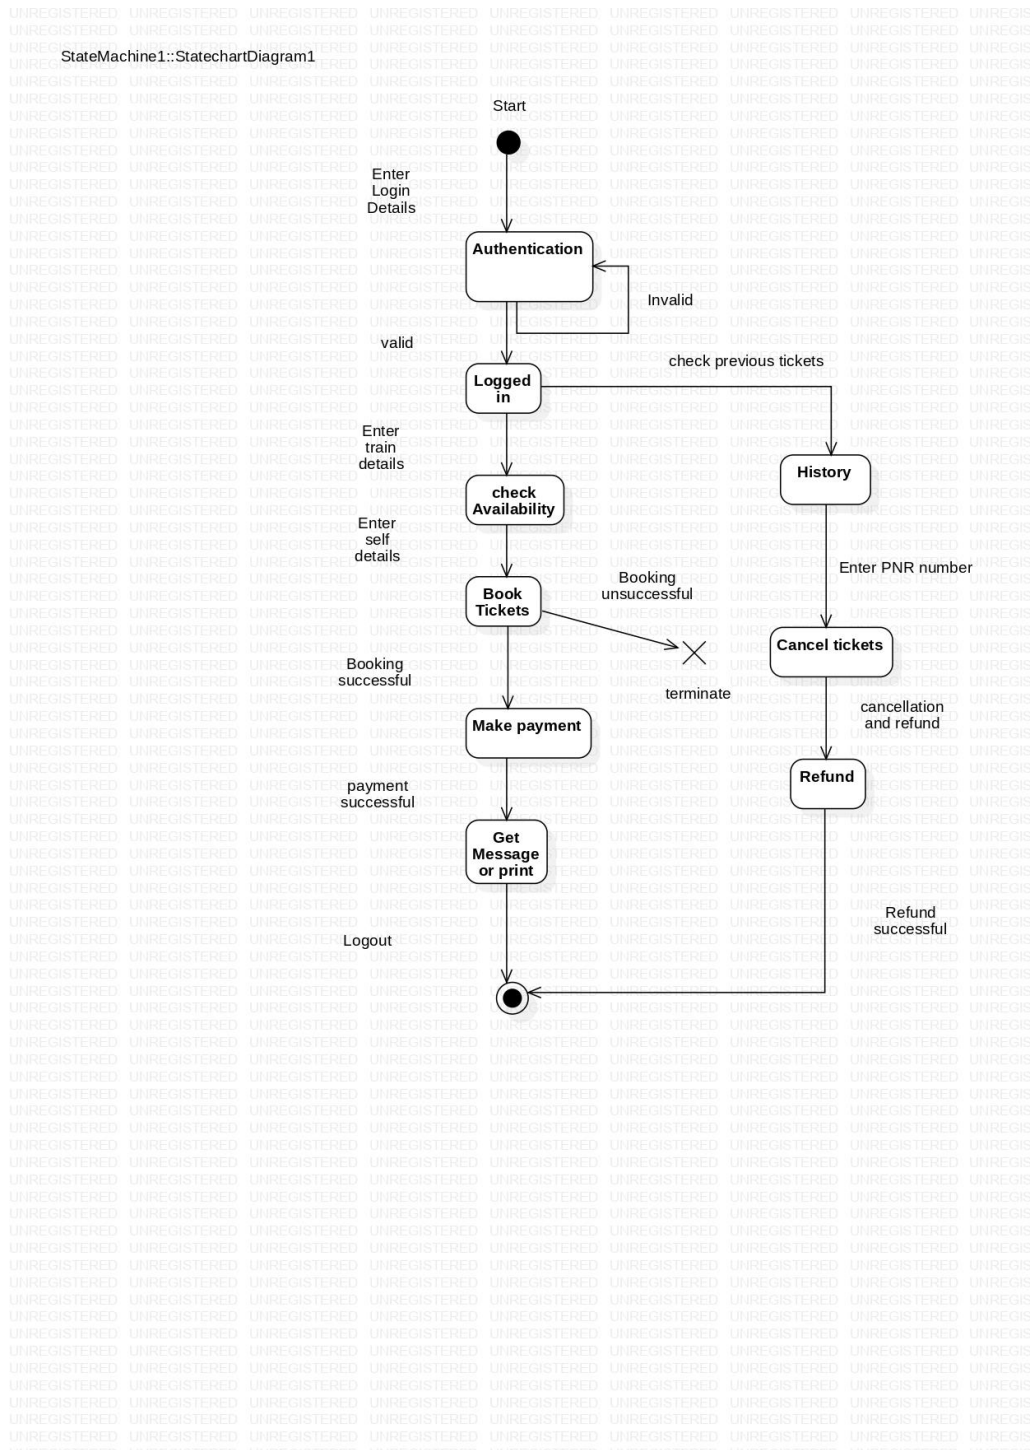 StateMachine1::StatechartDiagram1
Start
Enter
Login
Details
Authentication
Invalid
valid
check previous tickets
Logged
in
Enter
train
details
History
check
Availability
Enter
self
details
Enter PNR number
Booking
unsuccessful
Book
Tickets
Cancel tickets
Booking
successful
terminate
cancellation
and refund
Make payment
Refund
payment
successful
Get
Message
or print
Refund
successful
Logout